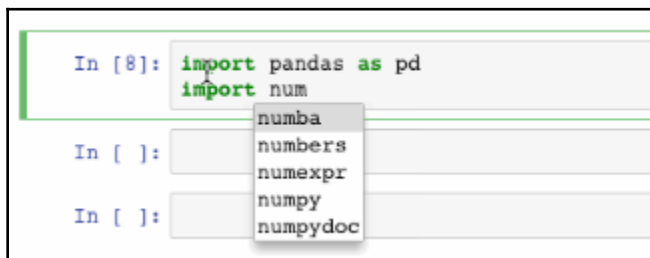 In [8]: import pandas as pd
import num
numba
In [ ]: numbers
numexpr
In [ ]: numpy
numpydoc